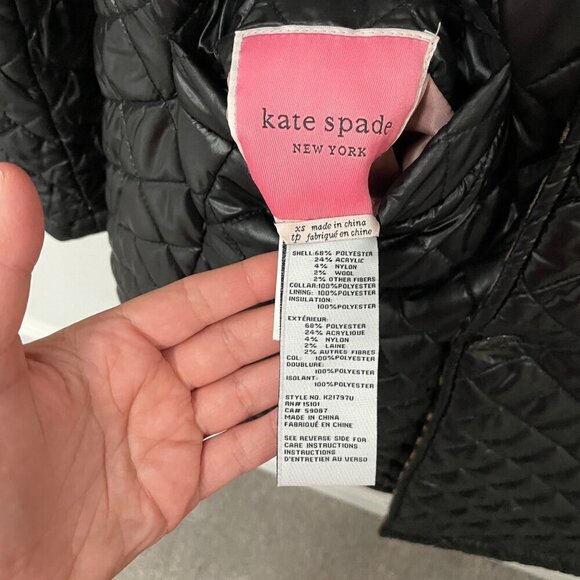 kate spade
NEW YORK
xs made in china
tp fabriqué en chine
SHELL:68% POLYESTER
24% ACRYLIC
4% NYLON
2% WOOL
2% OTHER FIBERS
COLLAR:100%POLYESTER
LINING: 100%POLYESTER
INSULATION:
100%POLYESTER
EXTÉRIEUR:
68% POLYESTER
24% ACRYLIQUE
4% NYLON
2% LAINE
2% AUTRES FIBRES
COL: 100%POLYESTER
DOUBLURE:
100%POLYESTER
ISOLANT:
100%POLYESTER
STYLE NO. K21797U
RN# 15101
CA# 59087
MADE IN CHINA
FABRIQUÉ EN CHINE
SEE REVERSE SIDE FOR
CARE INSTRUCTIONS
INSTRUCTIONS
D'ENTRETIEN AU VERSO